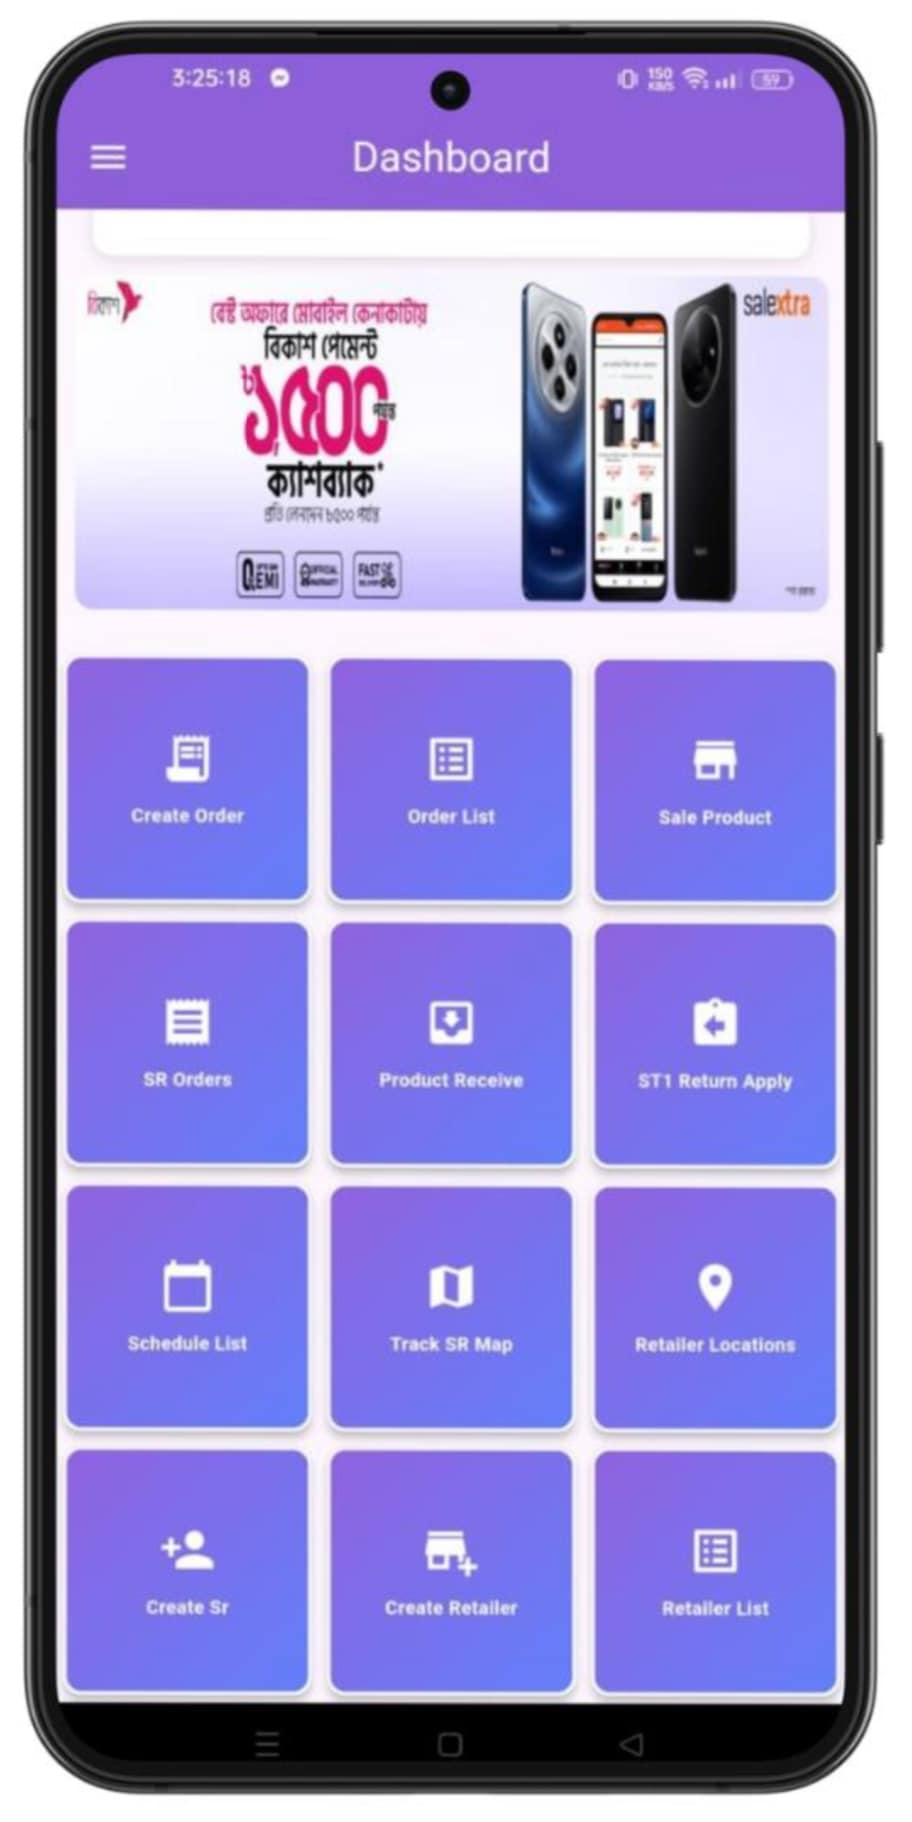 3:25:18
150
KB/S
59
Dashboard
বিকাশ
salextra
বেস্ট অফারে মোবাইল কেনাকাটায়
বিকাশ পেমেন্ট
৳১,৫০০ পর্যন্ত
ক্যাশব্যাক*
প্রতি লেনদেন ৳৫০০ পর্যন্ত
EMI
OFFICIAL
WARRANTY
FAST
DELIVERY
Create Order
Order List
Sale Product
SR Orders
Product Receive
ST1 Return Apply
Schedule List
Track SR Map
Retailer Locations
Create Sr
Create Retailer
Retailer List